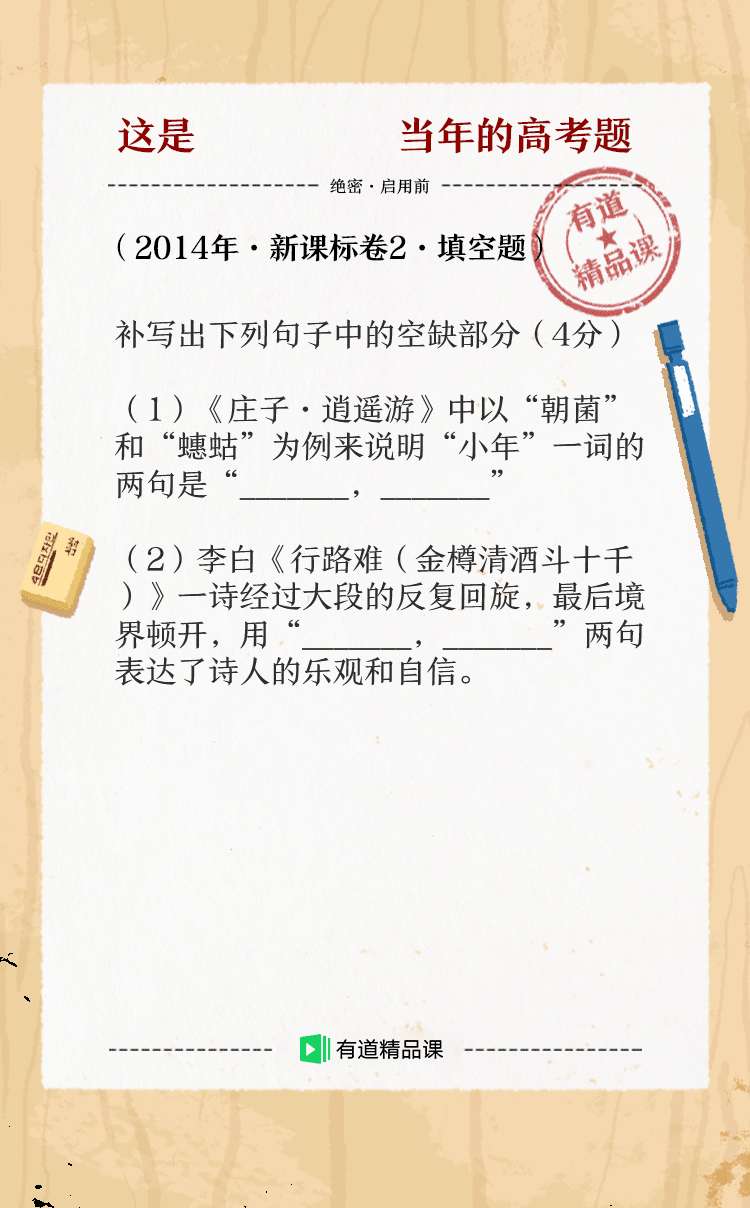 这是 当年的高考题
绝密·启用前
有道
精品课
（2014年·新课标卷2·填空题）
补写出下列句子中的空缺部分（4分）
（1）《庄子·逍遥游》中以“朝菌”
和“蟪蛄”为例来说明“小年”一词的
两句是“_______，_______”
（2）李白《行路难（金樽清酒斗十千
）》一诗经过大段的反复回旋，最后境
界顿开，用“_______，_______”两句
表达了诗人的乐观和自信。
有道精品课